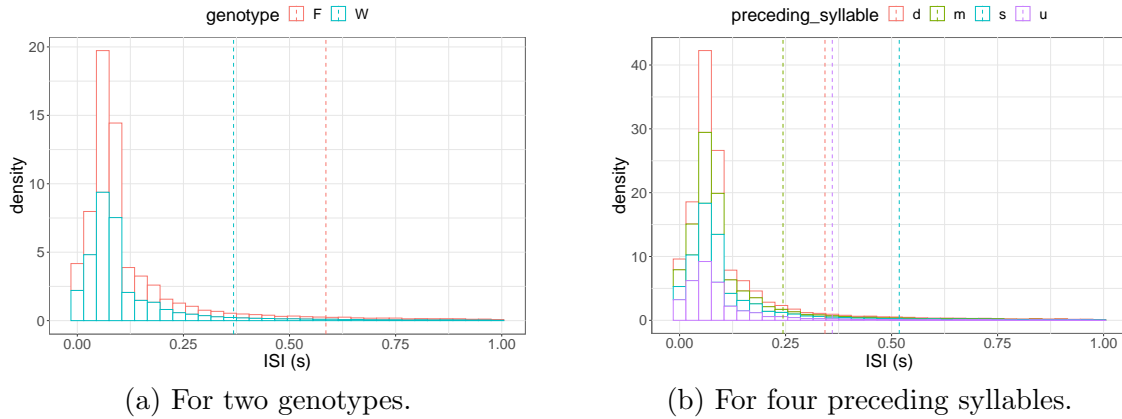 genotype F W
20
15
10
5
0
density
0.00 0.25 0.50 0.75 1.00
ISI (s)
(a) For two genotypes.
preceding_syllable d m s u
40
30
20
10
0
density
0.00 0.25 0.50 0.75 1.00
ISI (s)
(b) For four preceding syllables.